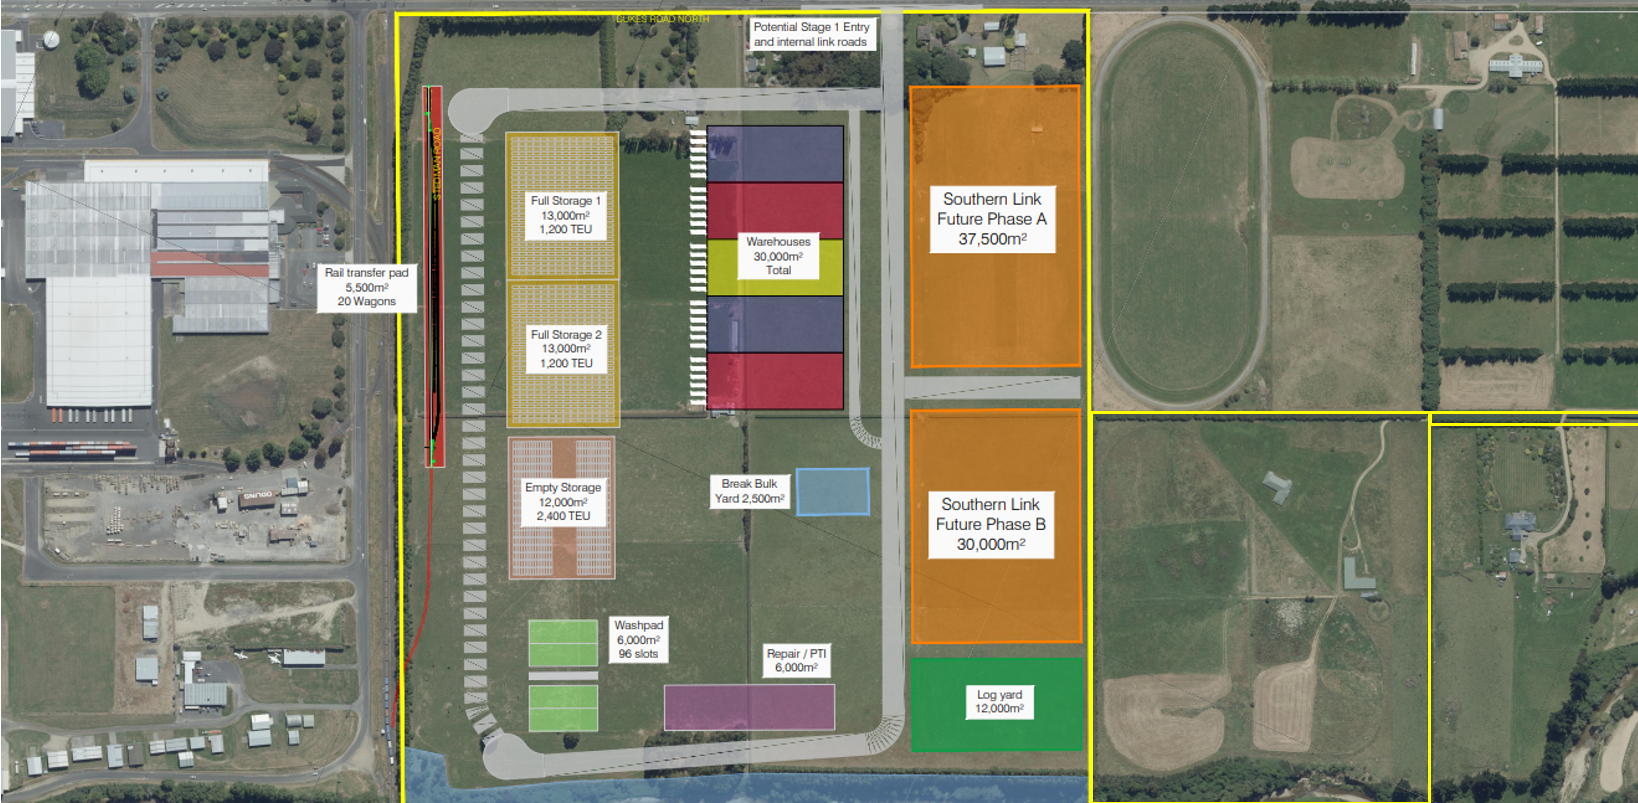 DUKES ROAD NORTH
Potential Stage 1 Entry
and internal link roads
STEDMAN ROAD
Full Storage 1
13,000m²
1,200 TEU
Southern Link
Future Phase A
37,500m²
Warehouses
30,000m²
Total
Rail transfer pad
5,500m²
20 Wagons
Full Storage 2
13,000m²
1,200 TEU
Empty Storage
12,000m²
2,400 TEU
Break Bulk
Yard 2,500m²
Southern Link
Future Phase B
30,000m²
ODLING
Washpad
6,000m²
96 slots
Repair / PTI
6,000m²
Log yard
12,000m²